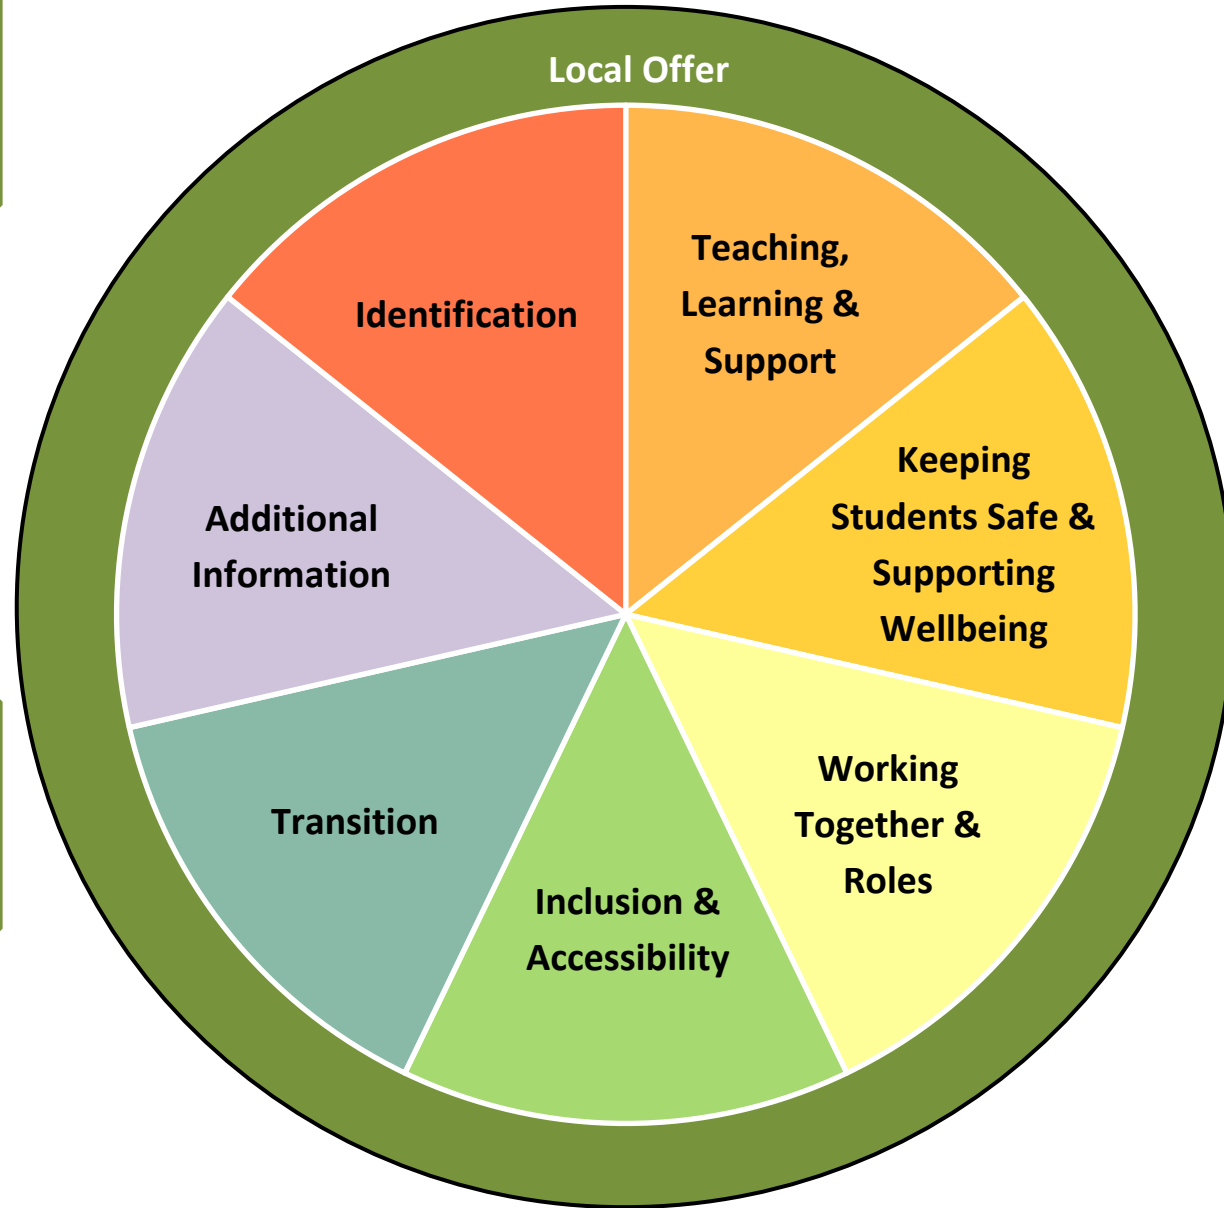 Local Offer
Teaching,
Learning &
Support
Keeping
Students Safe &
Supporting
Wellbeing
Working
Together &
Roles
Inclusion &
Accessibility
Transition
Additional
Information
Identification